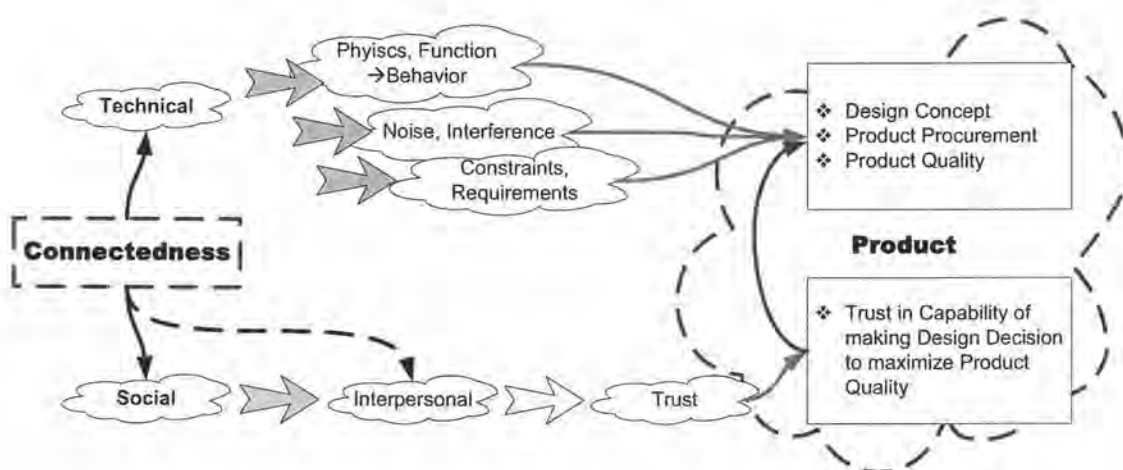 Phyiscs, Function
→Behavior
Technical
Noise, Interference
Constraints,
Requirements
❖ Design Concept
❖ Product Procurement
❖ Product Quality
Connectedness
Product
❖ Trust in Capability of
making Design Decision
to maximize Product
Quality
Social
Interpersonal
Trust